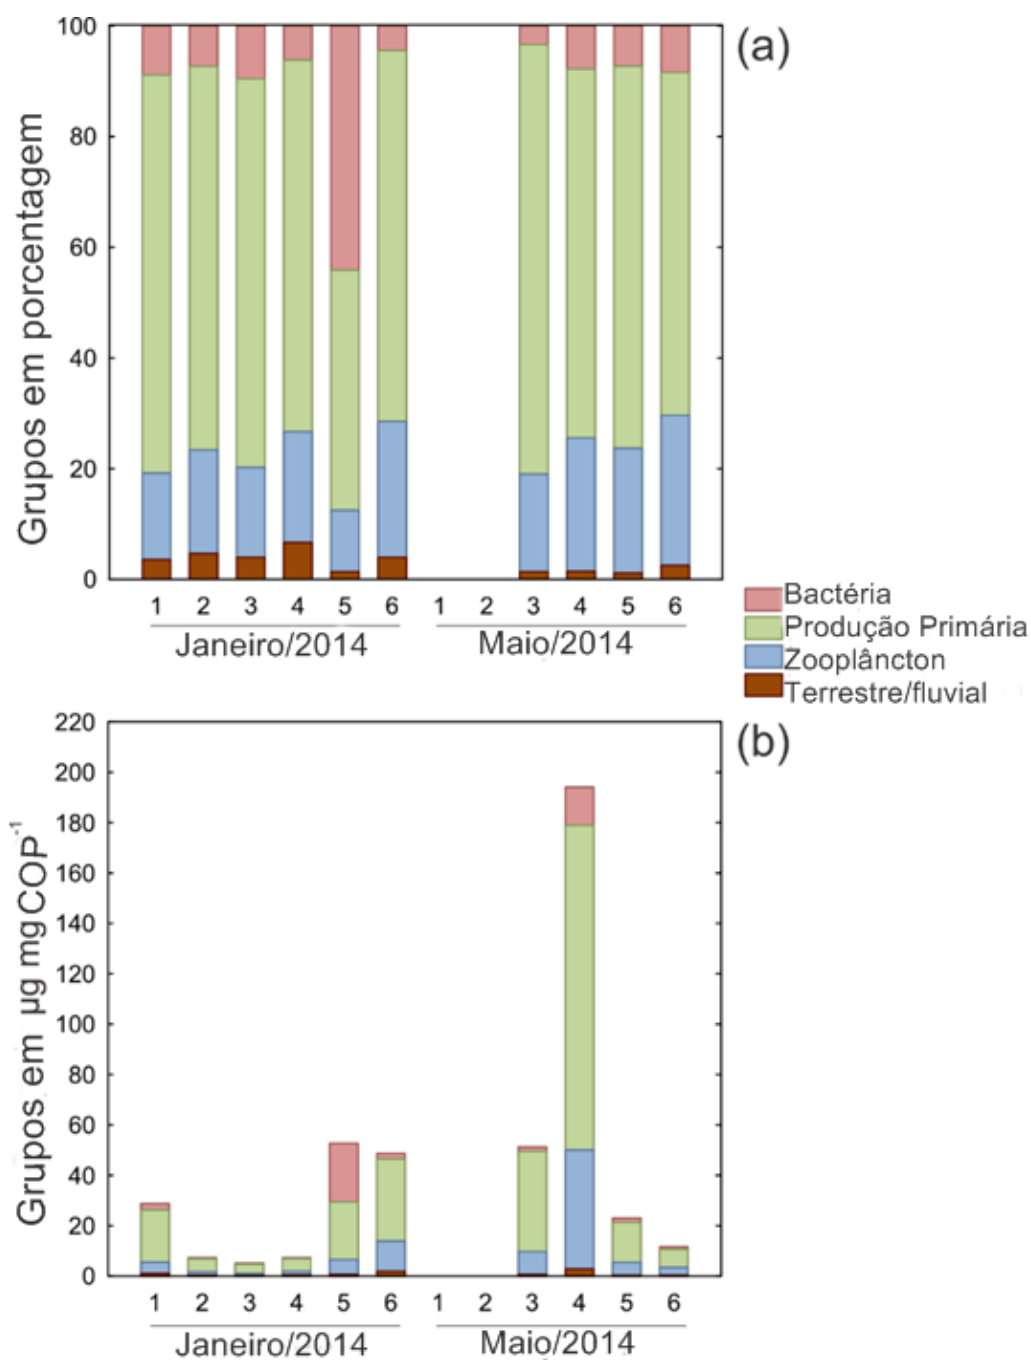 (a)
Grupos em porcentagem
100
80
60
40
20
0
1 2 3 4 5 6 1 2 3 4 5 6
Janeiro/2014 Maio/2014
Bactéria
Produção Primária
Zooplâncton
Terrestre/fluvial
(b)
Grupos em µg mgCOP⁻¹
220
200
180
160
140
120
100
80
60
40
20
0
1 2 3 4 5 6 1 2 3 4 5 6
Janeiro/2014 Maio/2014